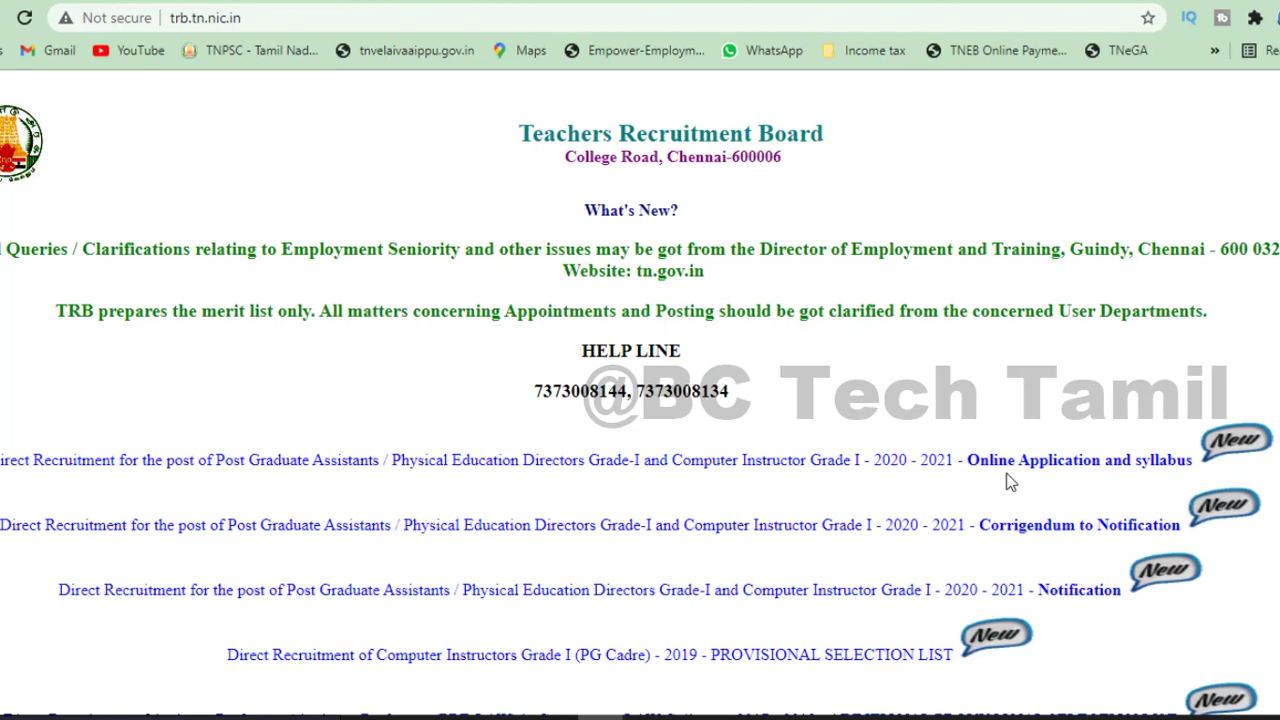 Not secure trb.tn.nic.in
Gmail YouTube TNPSC - Tamil Nad... tnvelaivaaippu.gov.in Maps Empower-Employm... WhatsApp Income tax TNEB Online Payme... TNeGA » Rea
Teachers Recruitment Board
College Road, Chennai-600006
What's New?
Queries / Clarifications relating to Employment Seniority and other issues may be got from the Director of Employment and Training, Guindy, Chennai - 600 032
Website: tn.gov.in
TRB prepares the merit list only. All matters concerning Appointments and Posting should be got clarified from the concerned User Departments.
HELP LINE
7373008144, 7373008134
@BC Tech Tamil
irect Recruitment for the post of Post Graduate Assistants / Physical Education Directors Grade-I and Computer Instructor Grade I - 2020 - 2021 - Online Application and syllabus New
Direct Recruitment for the post of Post Graduate Assistants / Physical Education Directors Grade-I and Computer Instructor Grade I - 2020 - 2021 - Corrigendum to Notification New
Direct Recruitment for the post of Post Graduate Assistants / Physical Education Directors Grade-I and Computer Instructor Grade I - 2020 - 2021 - Notification New
Direct Recruitment of Computer Instructors Grade I (PG Cadre) - 2019 - PROVISIONAL SELECTION LIST New
New